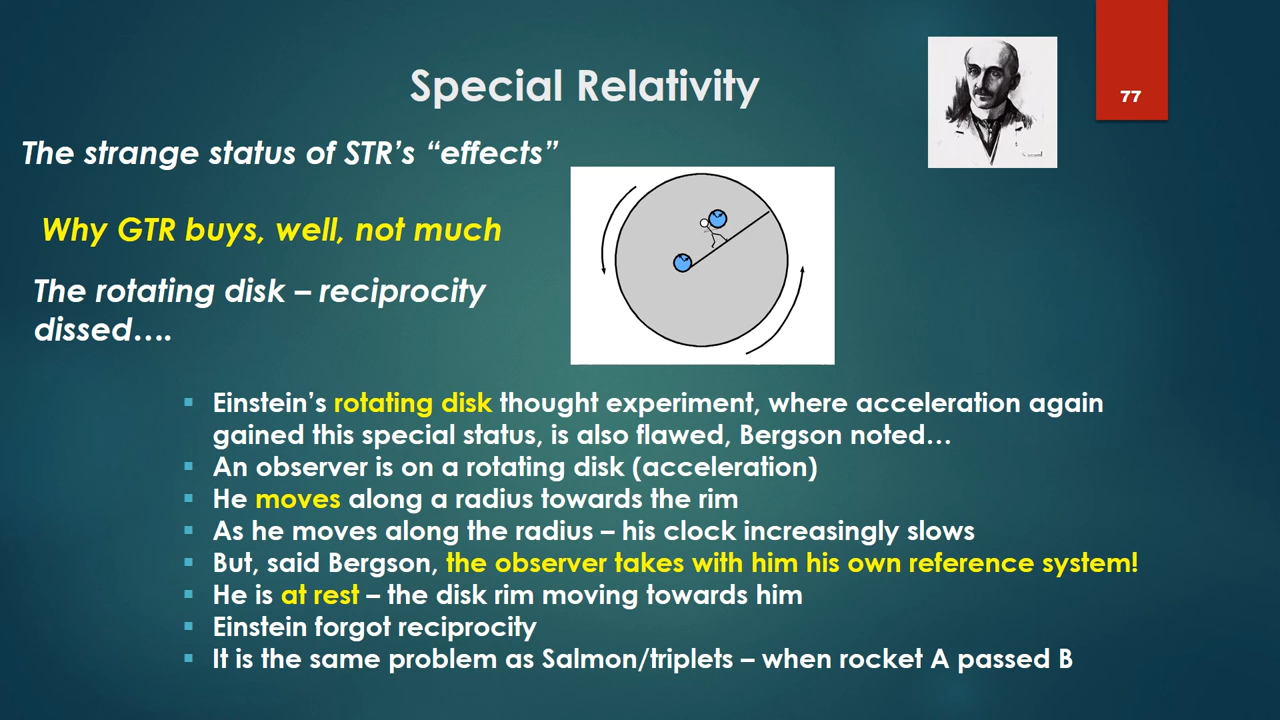 Special Relativity
77
The strange status of STR's “effects”
Why GTR buys, well, not much
The rotating disk – reciprocity
dissed….
▪ Einstein's rotating disk thought experiment, where acceleration again
gained this special status, is also flawed, Bergson noted…
▪ An observer is on a rotating disk (acceleration)
▪ He moves along a radius towards the rim
▪ As he moves along the radius – his clock increasingly slows
▪ But, said Bergson, the observer takes with him his own reference system!
▪ He is at rest – the disk rim moving towards him
▪ Einstein forgot reciprocity
▪ It is the same problem as Salmon/triplets – when rocket A passed B